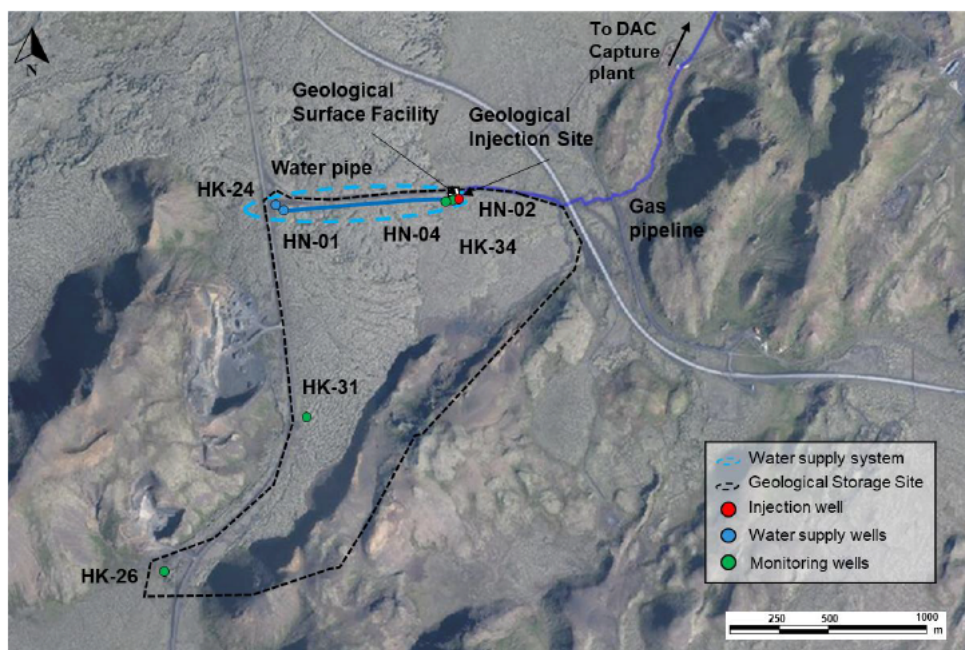 To DAC
Capture
plant
Geological
Surface Facility
Geological
Injection Site
Water pipe
HK-24
HN-01
HN-04
HN-02
HK-34
Gas
pipeline
HK-31
HK-26
N
Water supply system
Geological Storage Site
Injection well
Water supply wells
Monitoring wells
250 500 1000
m